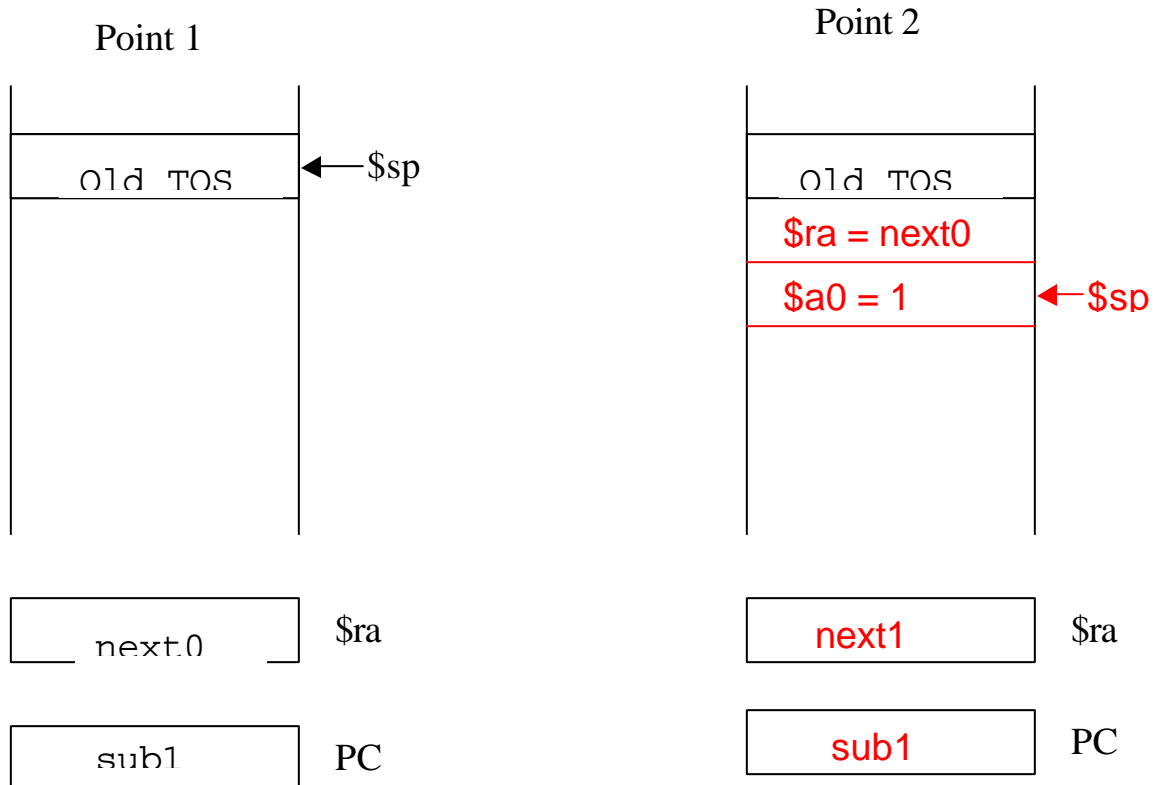 Point 1
Old TOS
$sp
next0
$ra
sub1
PC
Point 2
Old TOS
$ra = next0
$a0 = 1
$sp
next1
$ra
sub1
PC